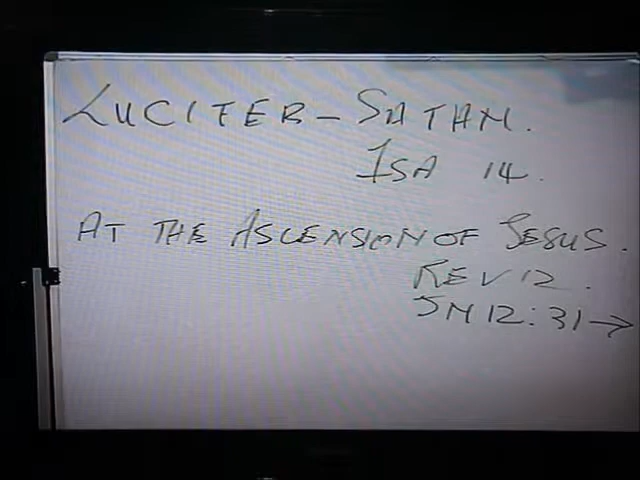 LUCIFER - SATAN.
ISA 14.
AT THE ASCENSION OF JESUS.
REV 12.
JN 12:31→